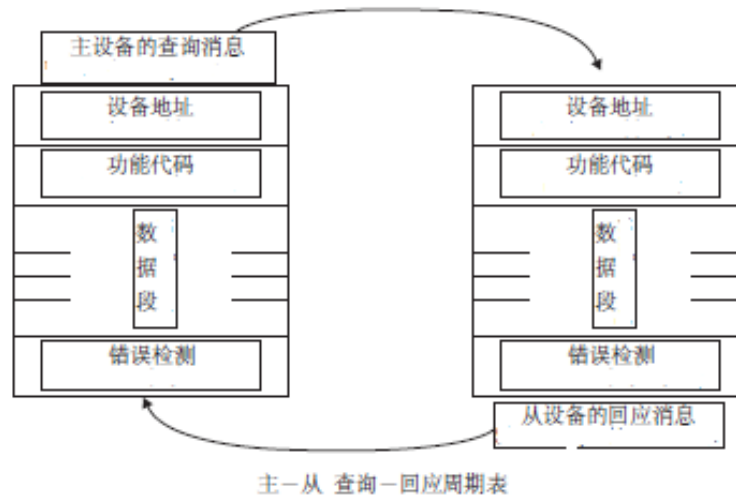 主设备的查询消息
设备地址
功能代码
数
据
段
错误检测
设备地址
功能代码
数
据
段
错误检测
从设备的回应消息
主－从 查询－回应周期表